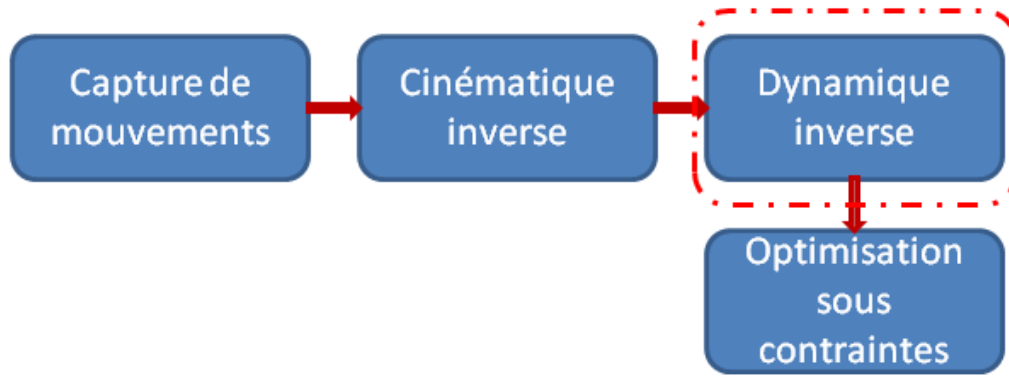 Capture de
mouvements
Cinématique
inverse
Dynamique
inverse
Optimisation
sous
contraintes